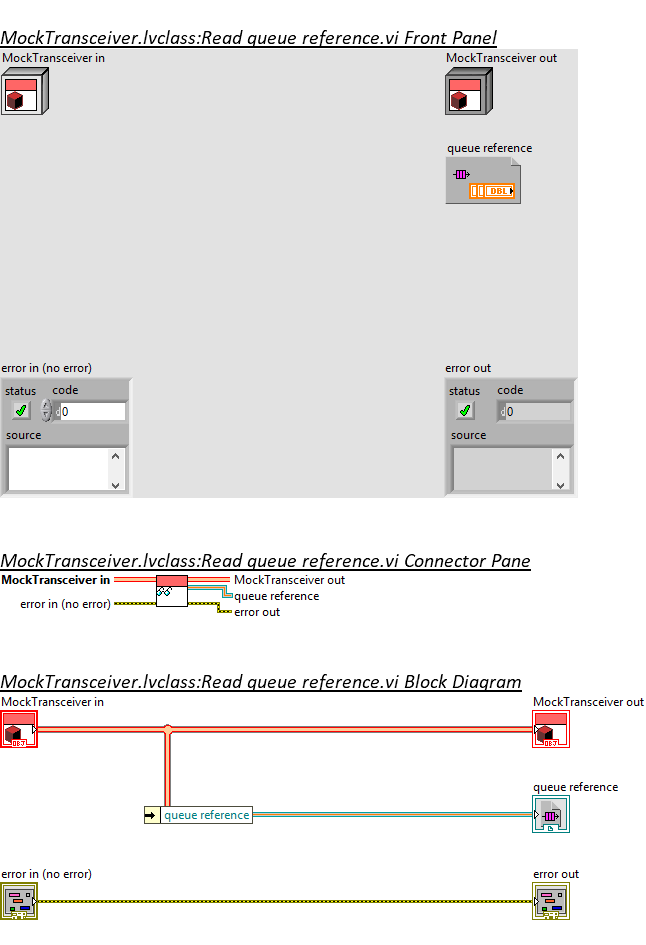 MockTransceiver.lvclass:Read queue reference.vi Front Panel
MockTransceiver in
MockTransceiver out
queue reference
DBL
error in (no error)
error out
status code
status code
d 0
d 0
source
source
MockTransceiver.lvclass:Read queue reference.vi Connector Pane
MockTransceiver in
MockTransceiver out
queue reference
error in (no error)
error out
MockTransceiver.lvclass:Read queue reference.vi Block Diagram
MockTransceiver in
MockTransceiver out
OBJ
OBJ
queue reference
queue reference
error in (no error)
error out